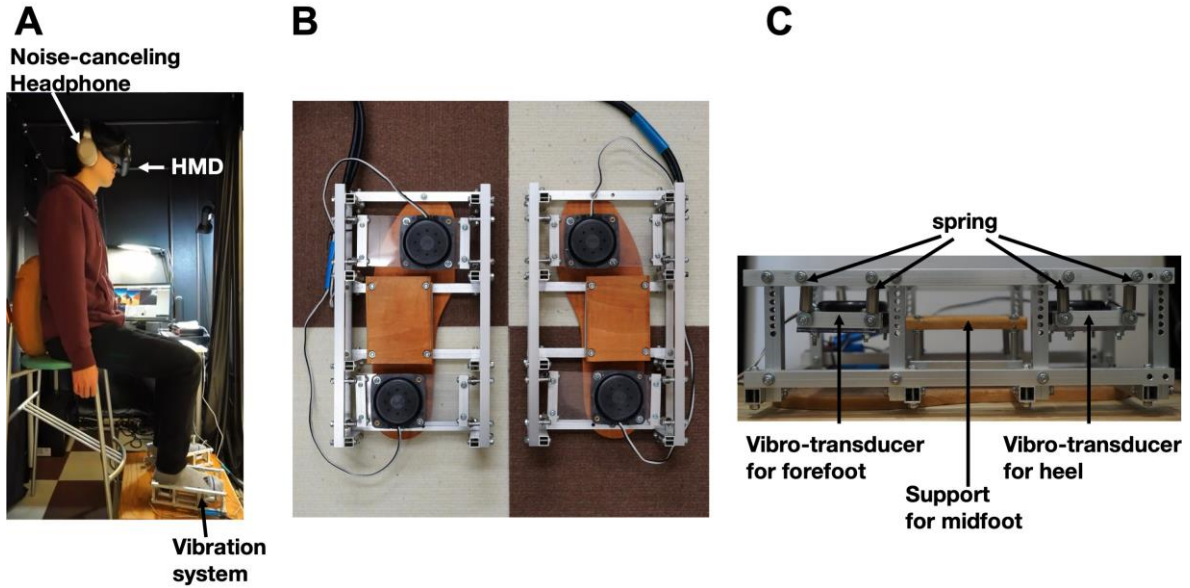 A
B
C
Noise-canceling
Headphone
HMD
Vibration
system
spring
Vibro-transducer
for forefoot
Support
for midfoot
Vibro-transducer
for heel